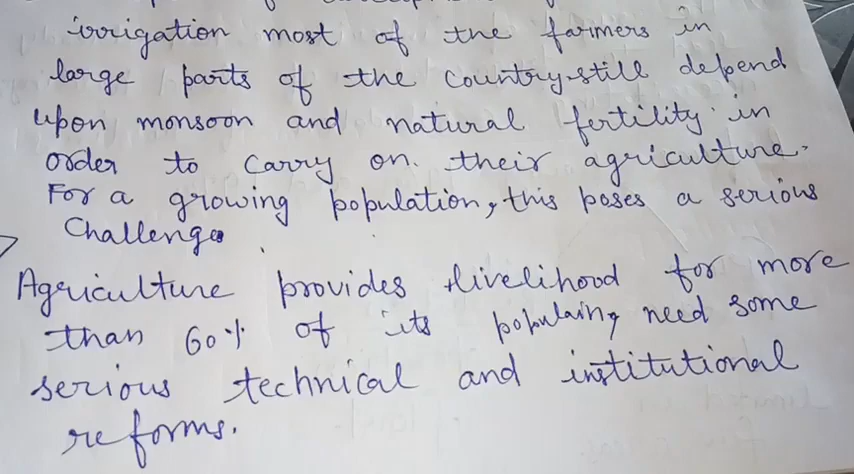 irrigation most of the farmers in
large parts of the country still depend
upon monsoon and natural fertility in
order to carry on their agriculture.
For a growing population, this poses a serious
Challenge.
Agriculture provides livelihood for more
than 60% of its need some
serious technical and institutional
reforms.